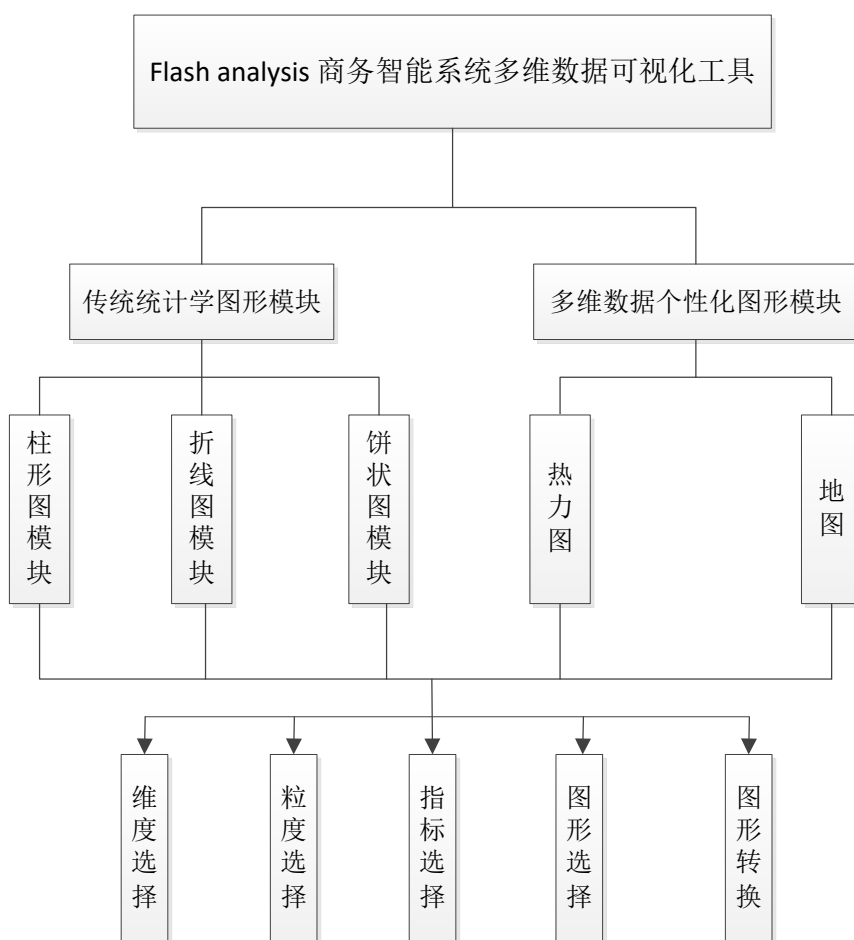 Flash analysis 商务智能系统多维数据可视化工具
传统统计学图形模块
多维数据个性化图形模块
柱形图模块
折线图模块
饼状图模块
热力图
地图
维度选择
粒度选择
指标选择
图形选择
图形转换